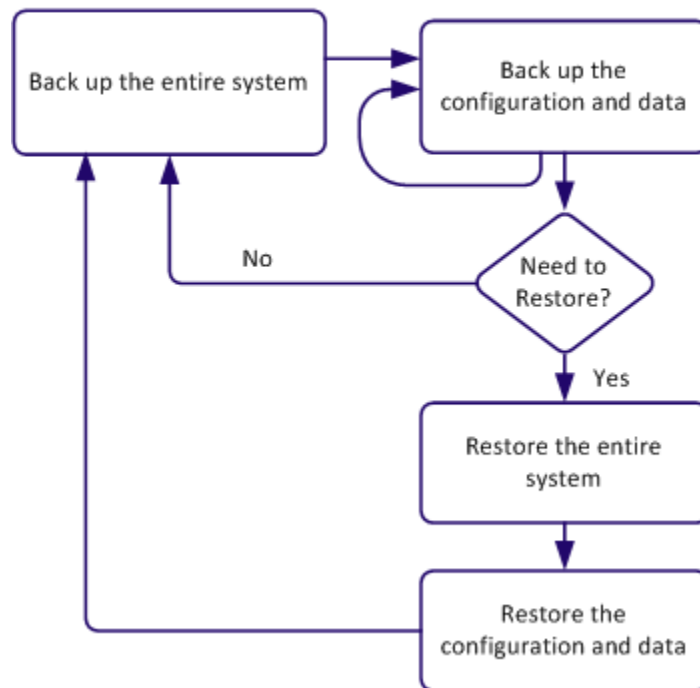 Back up the entire system
Back up the
configuration and data
No
Need to
Restore?
Yes
Restore the entire
system
Restore the
configuration and data